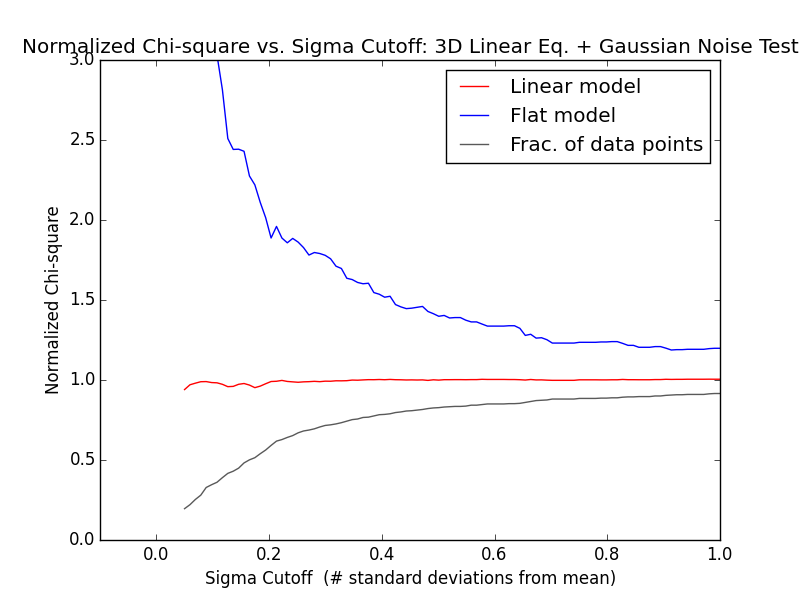 Normalized Chi-square vs. Sigma Cutoff: 3D Linear Eq. + Gaussian Noise Test
3.0
2.5
2.0
1.5
1.0
0.5
0.0
Normalized Chi-square
Linear model
Flat model
Frac. of data points
0.0 0.2 0.4 0.6 0.8 1.0
Sigma Cutoff  (# standard deviations from mean)